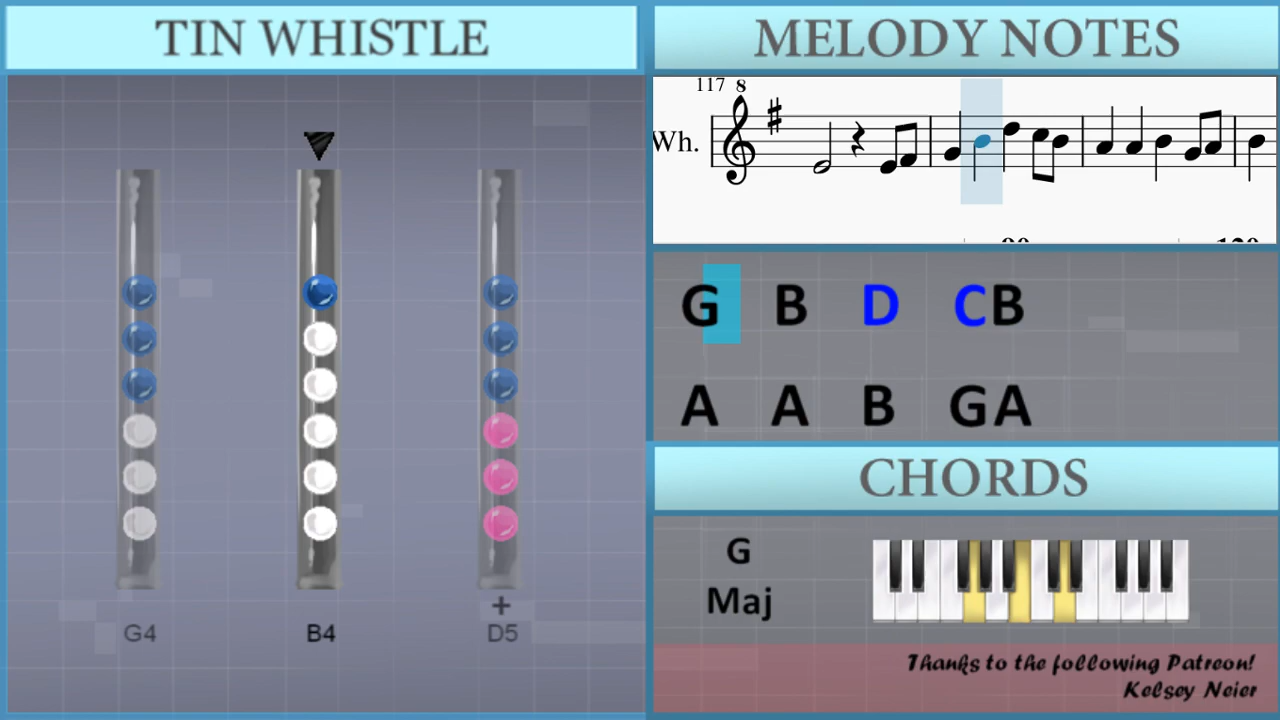 TIN WHISTLE
G4
B4
+
D5
MELODY NOTES
117 8
Wh.
G B D CB
A A B GA
CHORDS
G
Maj
Thanks to the following Patreon!
Kelsey Neier